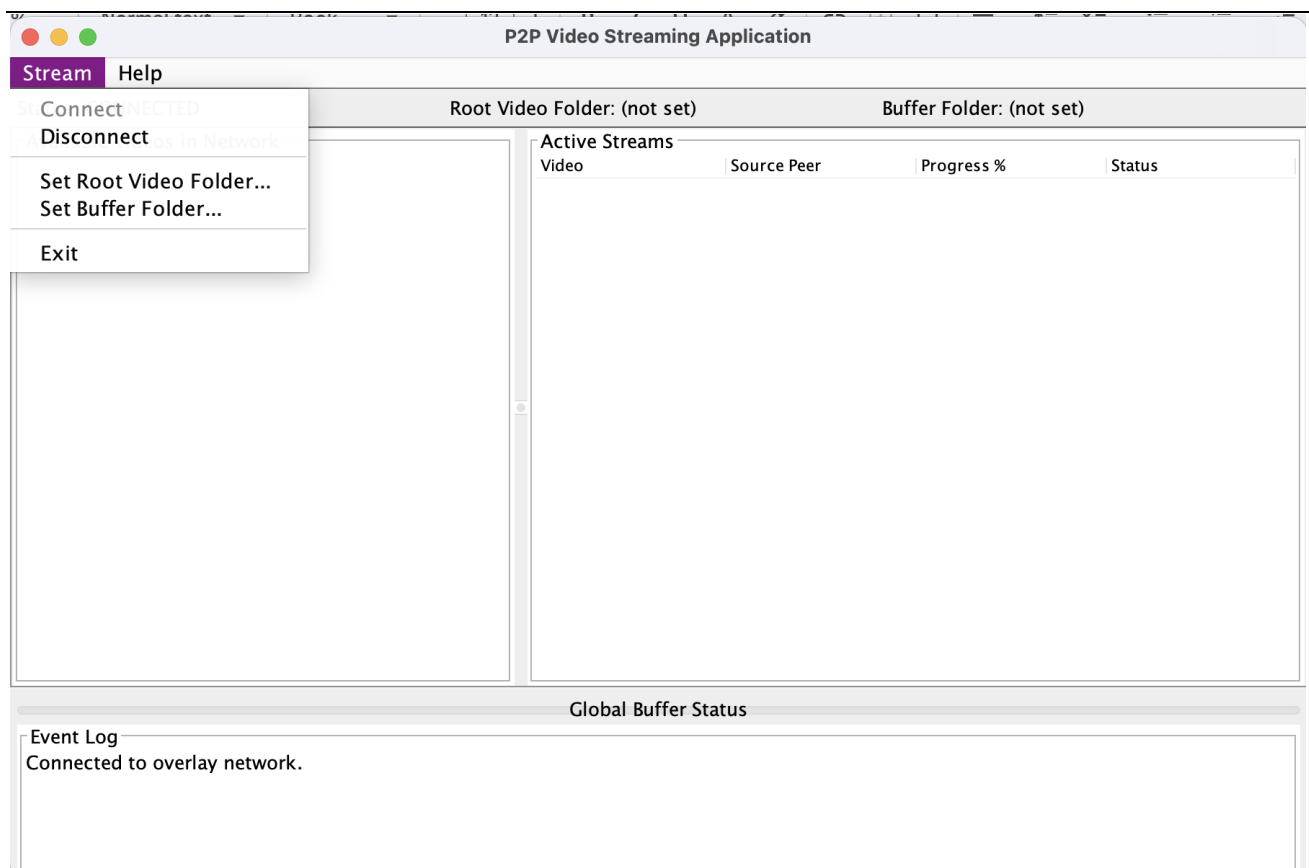 P2P Video Streaming Application
Stream Help
Connect
Root Video Folder: (not set) Buffer Folder: (not set)
Disconnect
Set Root Video Folder...
Set Buffer Folder...
Exit
Active Streams
Video Source Peer Progress % Status
Global Buffer Status
Event Log
Connected to overlay network.